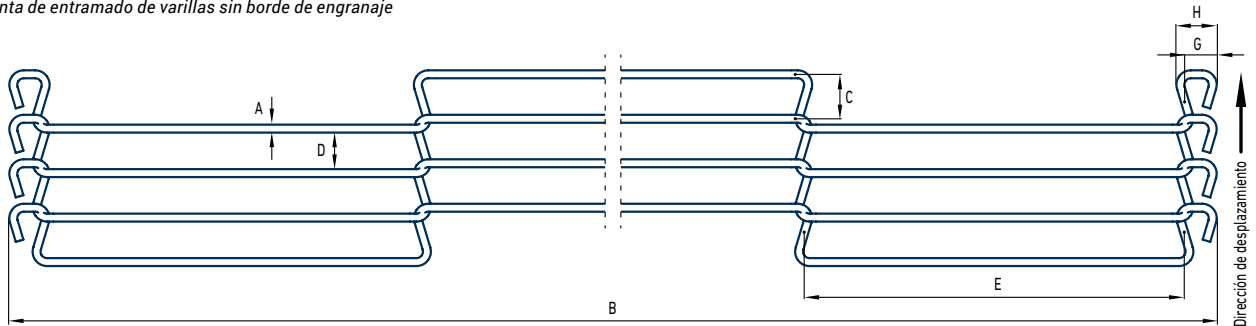 nta de entramado de varillas sin borde de engranaje
H
G
A
C
D
E
B
Dirección de desplazamiento